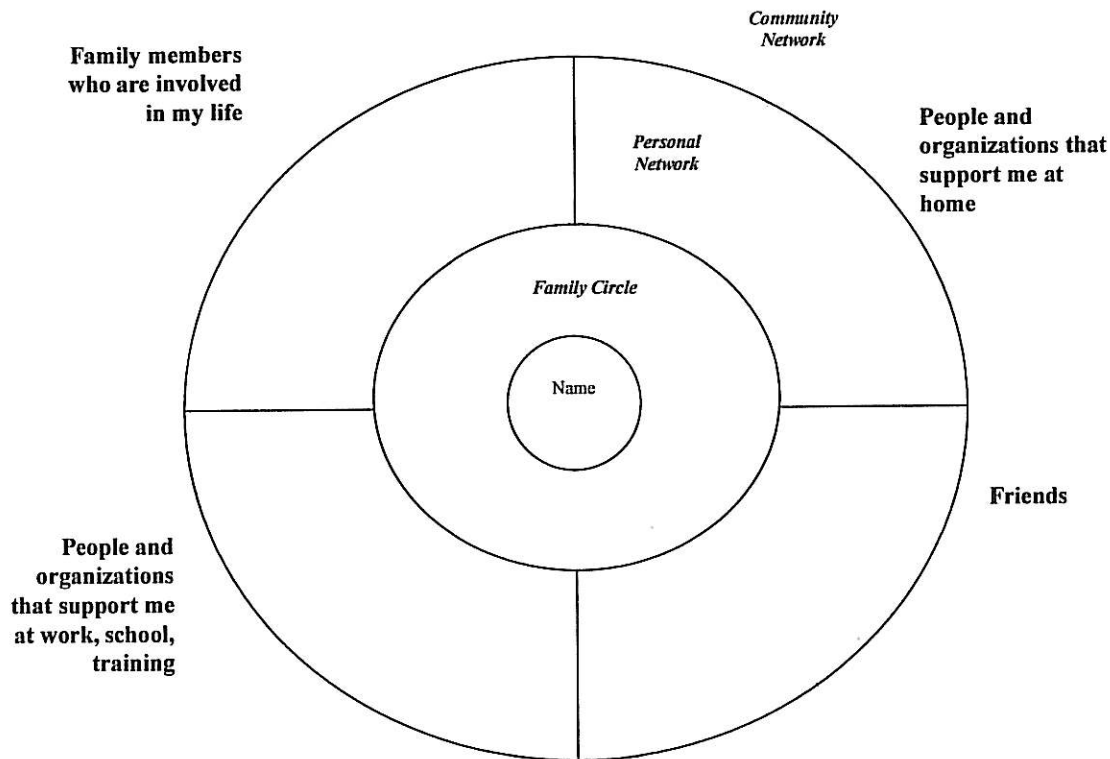 Community
Network
Family members
who are involved
in my life
People and
organizations that
support me at
home
Personal
Network
Family Circle
Name
Friends
People and
organizations
that support me
at work, school,
training